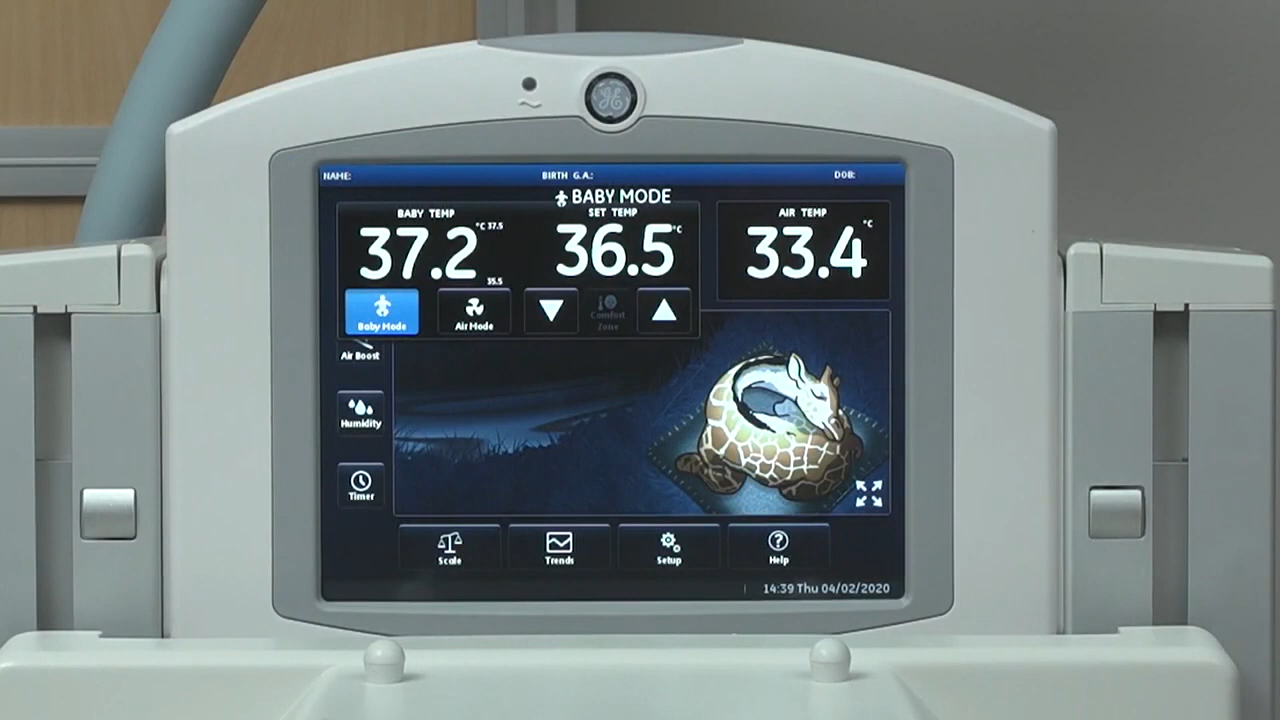 NAME: BIRTH G.A.: DOB:
BABY MODE
BABY TEMP SET TEMP AIR TEMP
37.2 °C 37.5 35.5 36.5 °C 33.4 °C
Baby Mode Air Mode Comfort Zone
Air Boost
Humidity
Timer
Scale Trends Setup Help
14:39 Thu 04/02/2020
GE